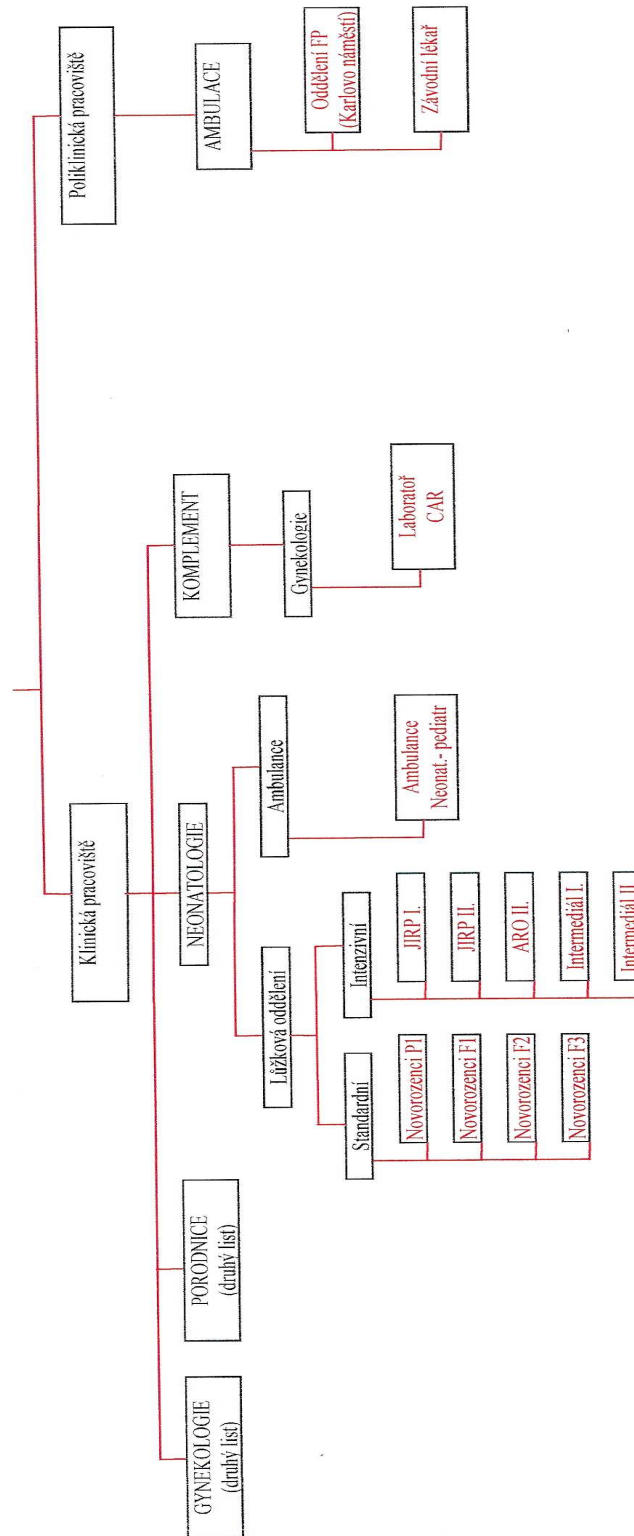 Klinická pracoviště
Poliklinická pracoviště
GYNEKOLOGIE
(druhý list)
PORODNICE
(druhý list)
NEONATOLOGIE
KOMPLEMENT
AMBULACE
Lůžková oddělení
Ambulance
Gynekologie
Oddělení FP
(Karlovo náměstí)
Závodní lékař
Standardní
Intenzivní
Ambulance
Neonat.- pediatr
Laboratoř
CAR
Novorozenci P1
Novorozenci F1
Novorozenci F2
Novorozenci F3
JIRP I.
JIRP II.
ARO II.
Intermediál I.
Intermediál II.